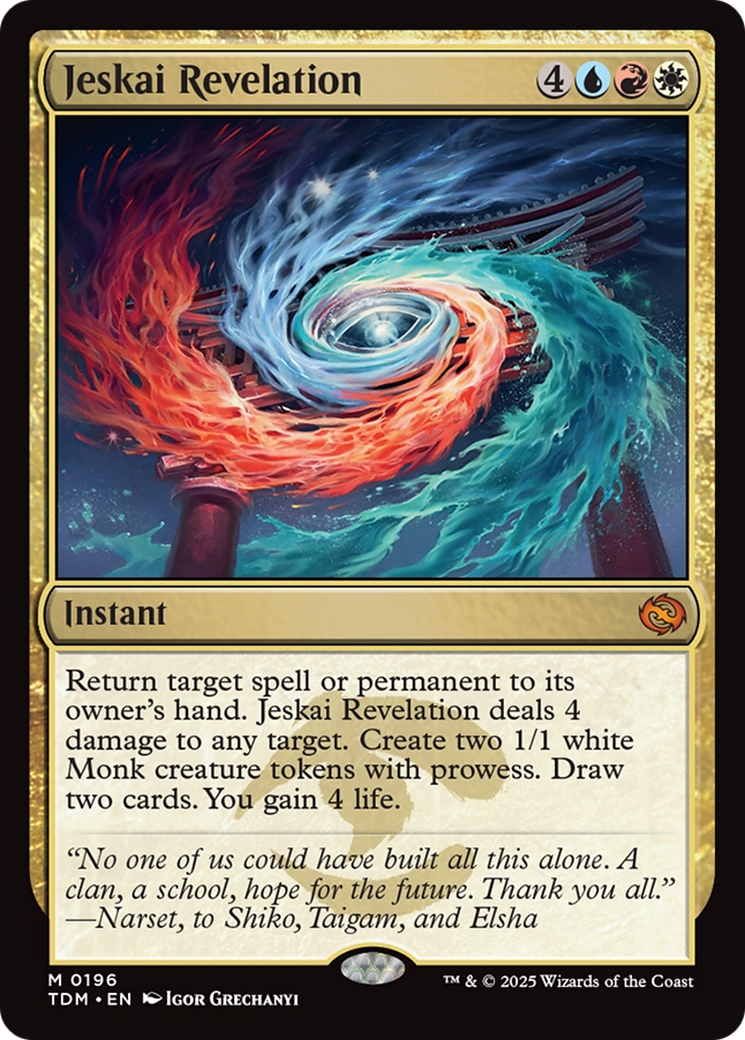 Jeskai Revelation 4
Instant
Return target spell or permanent to its
owner's hand. Jeskai Revelation deals 4
damage to any target. Create two 1/1 white
Monk creature tokens with prowess. Draw
two cards. You gain 4 life.
“No one of us could have built all this alone. A
clan, a school, hope for the future. Thank you all.”
—Narset, to Shiko, Taigam, and Elsha
M 0196
TDM • EN Igor Grechanyi
™ & © 2025 Wizards of the Coast